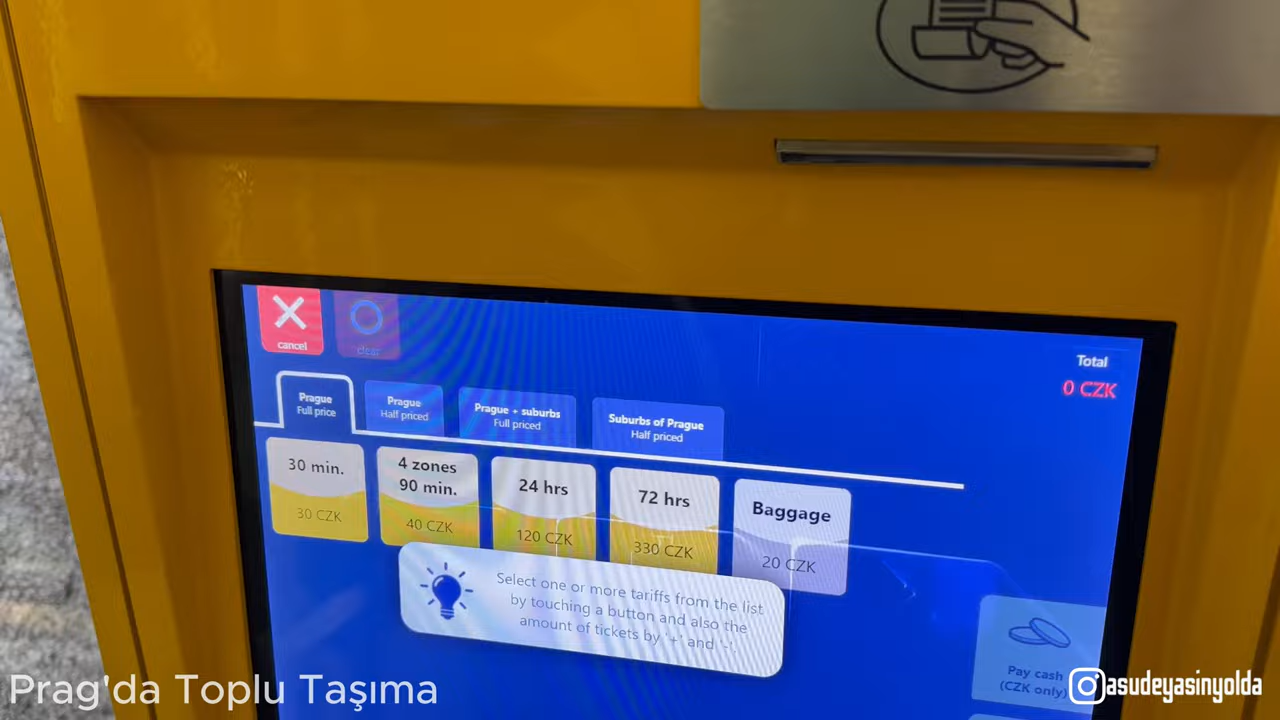 cancel
clear
Total
0 CZK
Prague
Full price
Prague
Half priced
Prague + suburbs
Full priced
Suburbs of Prague
Half priced
30 min.
30 CZK
4 zones
90 min.
40 CZK
24 hrs
120 CZK
72 hrs
330 CZK
Baggage
20 CZK
Select one or more tariffs from the list
by touching a button and also the
amount of tickets by '+' and '-'.
Pay cash
(CZK only)
Prag'da Toplu Taşıma
asudeyasinyolda